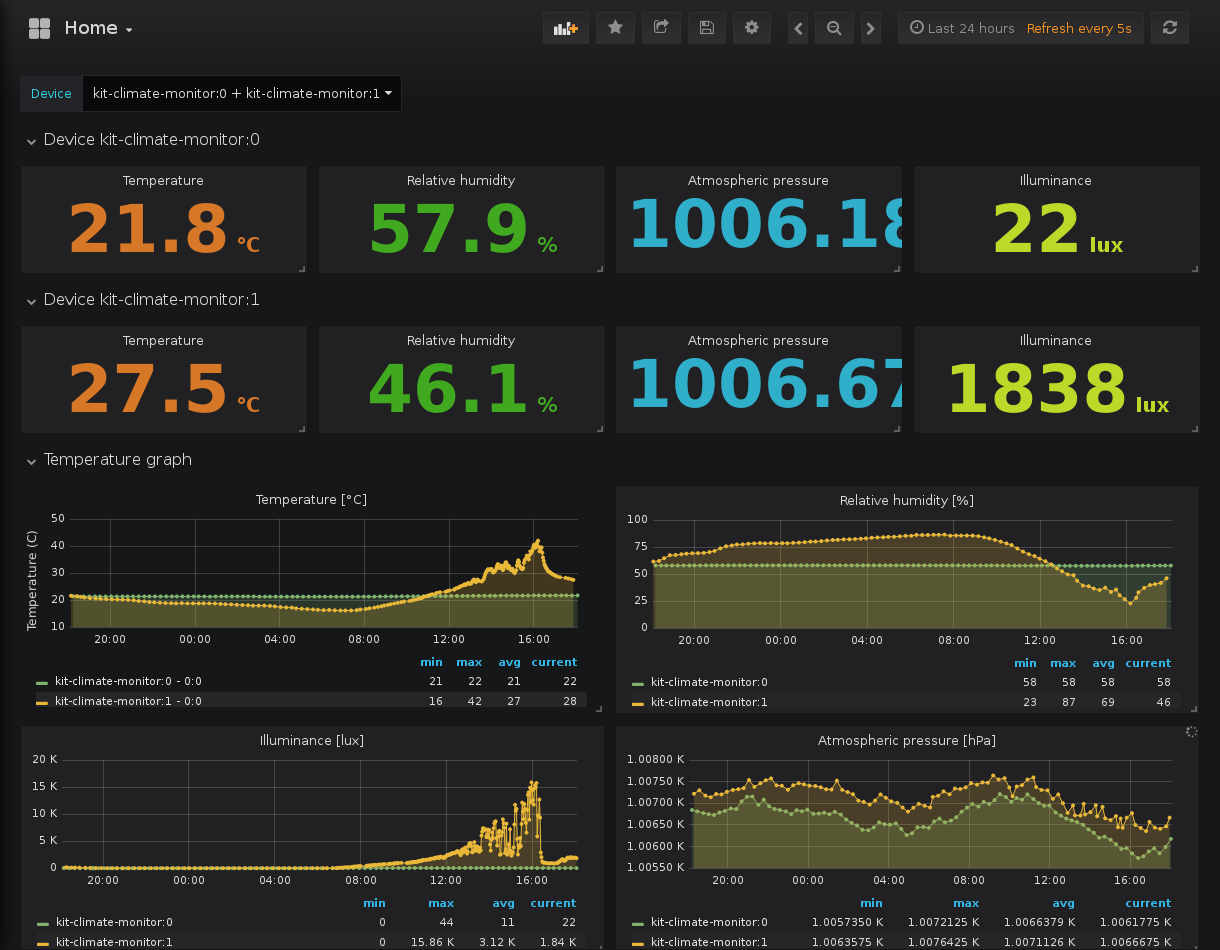 Home
Last 24 hours Refresh every 5s
Device kit-climate-monitor:0 + kit-climate-monitor:1
Device kit-climate-monitor:0
Temperature Relative humidity Atmospheric pressure Illuminance
21.8 °C 57.9 % 1006.18 22 lux
Device kit-climate-monitor:1
Temperature Relative humidity Atmospheric pressure Illuminance
27.5 °C 46.1 % 1006.67 1838 lux
Temperature graph
Temperature [°C]
Temperature (C)
50
40
30
20
10
20:00 00:00 04:00 08:00 12:00 16:00
min max avg current
kit-climate-monitor:0 - 0:0 21 22 21 22
kit-climate-monitor:1 - 0:0 16 42 27 28
Relative humidity [%]
100
75
50
25
0
20:00 00:00 04:00 08:00 12:00 16:00
min max avg current
kit-climate-monitor:0 58 58 58 58
kit-climate-monitor:1 23 87 69 46
Illuminance [lux]
20 K
15 K
10 K
5 K
0
20:00 00:00 04:00 08:00 12:00 16:00
min max avg current
kit-climate-monitor:0 0 44 11 22
kit-climate-monitor:1 0 15.86 K 3.12 K 1.84 K
Atmospheric pressure [hPa]
1.00800 K
1.00750 K
1.00700 K
1.00650 K
1.00600 K
1.00550 K
20:00 00:00 04:00 08:00 12:00 16:00
min max avg current
kit-climate-monitor:0 1.0057350 K 1.0072125 K 1.0066379 K 1.0061775 K
kit-climate-monitor:1 1.0063575 K 1.0076425 K 1.0071126 K 1.0066675 K